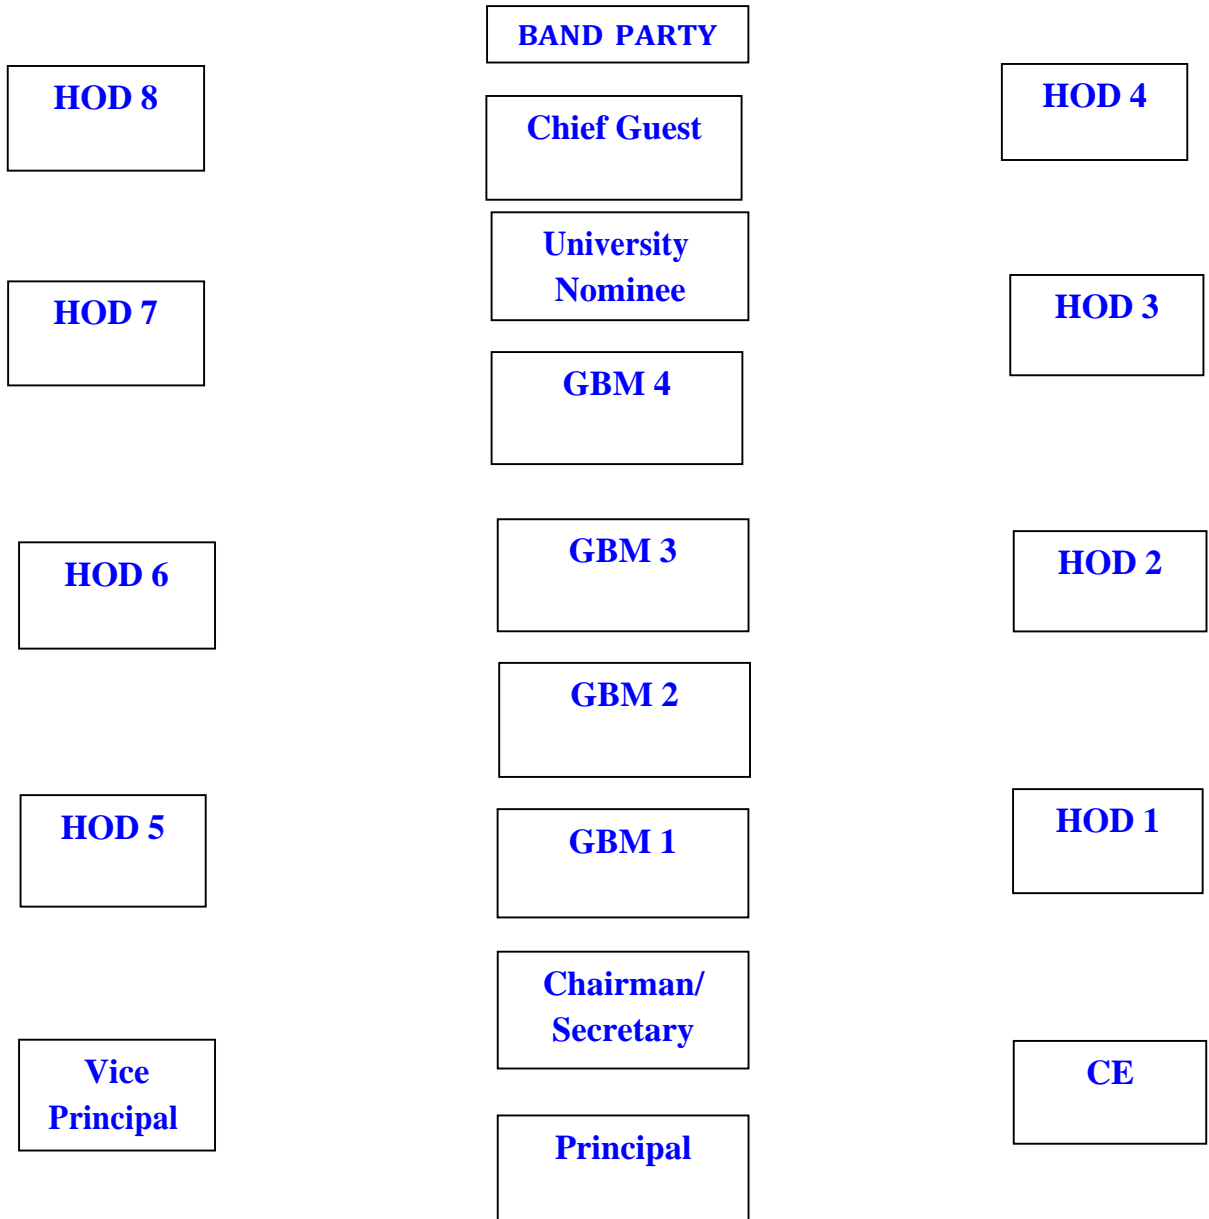 BAND PARTY
HOD 8
Chief Guest
HOD 4
University
Nominee
HOD 7
HOD 3
GBM 4
HOD 6
GBM 3
HOD 2
GBM 2
HOD 5
GBM 1
HOD 1
Chairman/
Secretary
Vice
Principal
CE
Principal